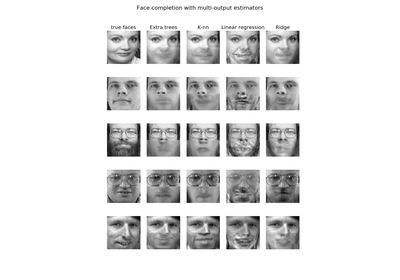 Face completion with multi-output estimators
true faces Extra trees K-nn Linear regression Ridge